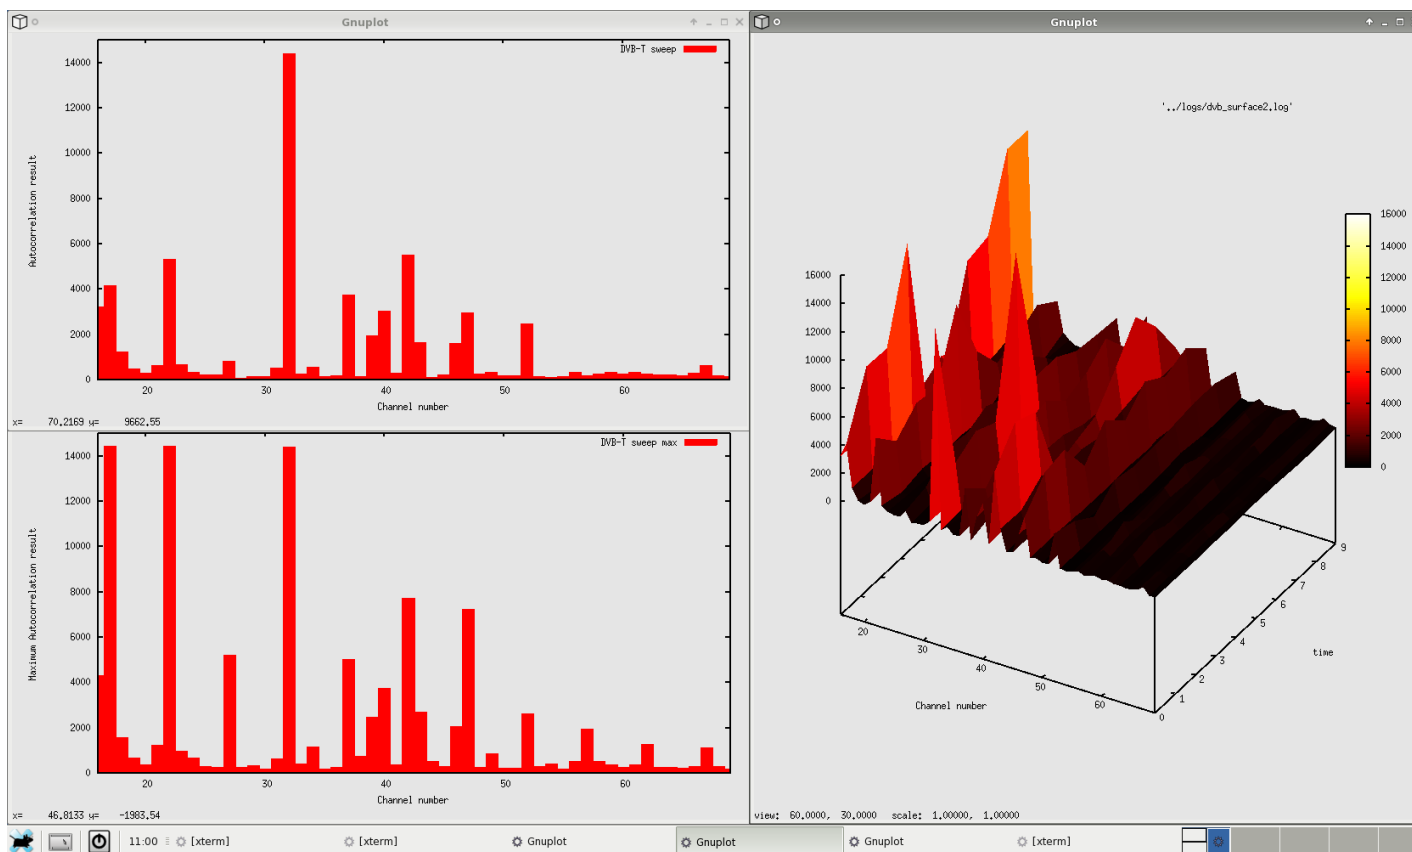 Gnuplot
DVB-T sweep
14000
12000
10000
8000
6000
4000
2000
0
Autocorrelation result
20 30 40 50 60
Channel number
x= 70.2169 y= 9662.55
DVB-T sweep max
14000
12000
10000
8000
6000
4000
2000
0
Maximum Autocorrelation result
20 30 40 50 60
Channel number
x= 46.8133 y= -1983.54
Gnuplot
'../logs/dvb_surface2.log'
16000
14000
12000
10000
8000
6000
4000
2000
0
16000
14000
12000
10000
8000
6000
4000
2000
0
20
30
40
50
60
Channel number
0
1
2
3
4
5
6
7
8
9
time
view: 60.0000, 30.0000 scale: 1.00000, 1.00000
11:00 [xterm] [xterm] Gnuplot Gnuplot Gnuplot [xterm]